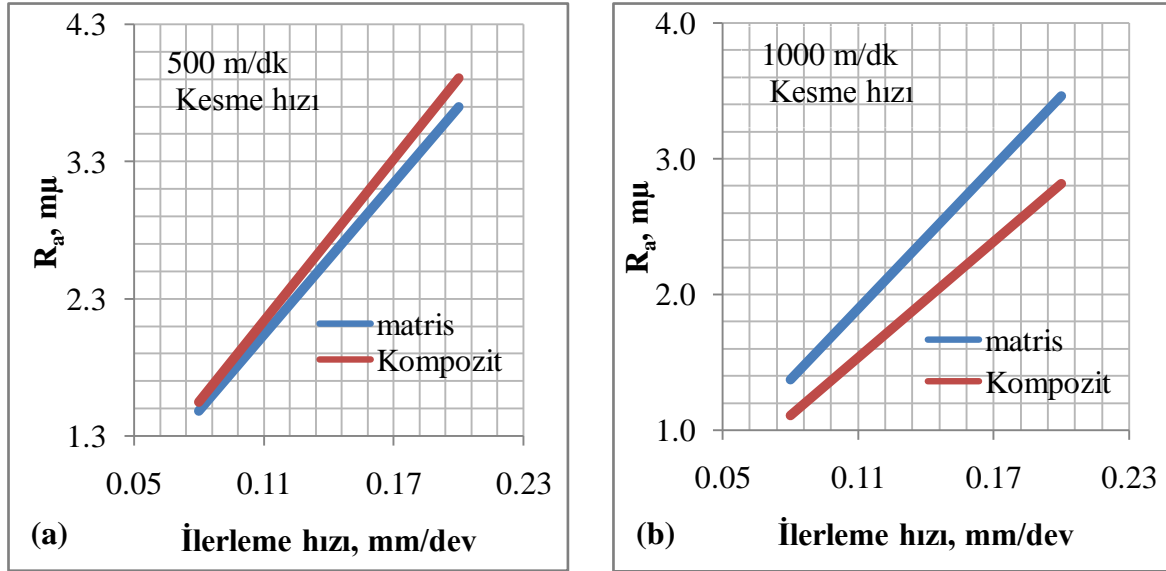 4.3
500 m/dk
Kesme hızı
3.3
Ra, mµ
2.3
matris
Kompozit
1.3
0.05 0.11 0.17 0.23
(a) İlerleme hızı, mm/dev
4.0
1000 m/dk
Kesme hızı
3.0
Ra, mµ
2.0
matris
Kompozit
1.0
0.05 0.11 0.17 0.23
(b) İlerleme hızı, mm/dev